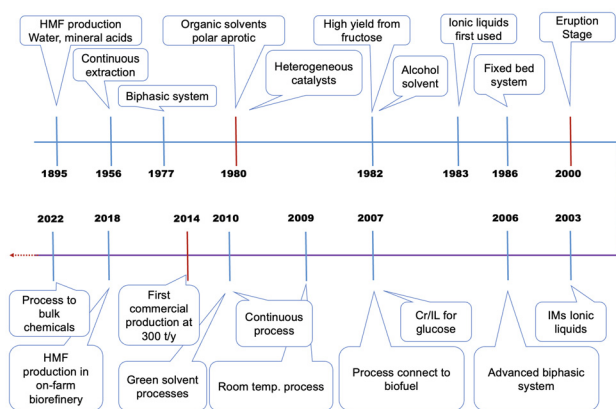 HMF production
Water, mineral acids
Continuous
extraction
Biphasic system
Organic solvents
polar aprotic
Heterogeneous
catalysts
High yield from
fructose
Alcohol
solvent
Ionic liquids
first used
Fixed bed
system
Eruption
Stage
1895
1956
1977
1980
1982
1983
1986
2000
2022
2018
2014
2010
2009
2007
2006
2003
Process to
bulk
chemicals
HMF
production in
on-farm
biorefinery
First
commercial
production at
300 t/y
Green solvent
processes
Continuous
process
Room temp. process
Cr/IL for
glucose
Process connect to
biofuel
Advanced biphasic
system
IMs Ionic
liquids